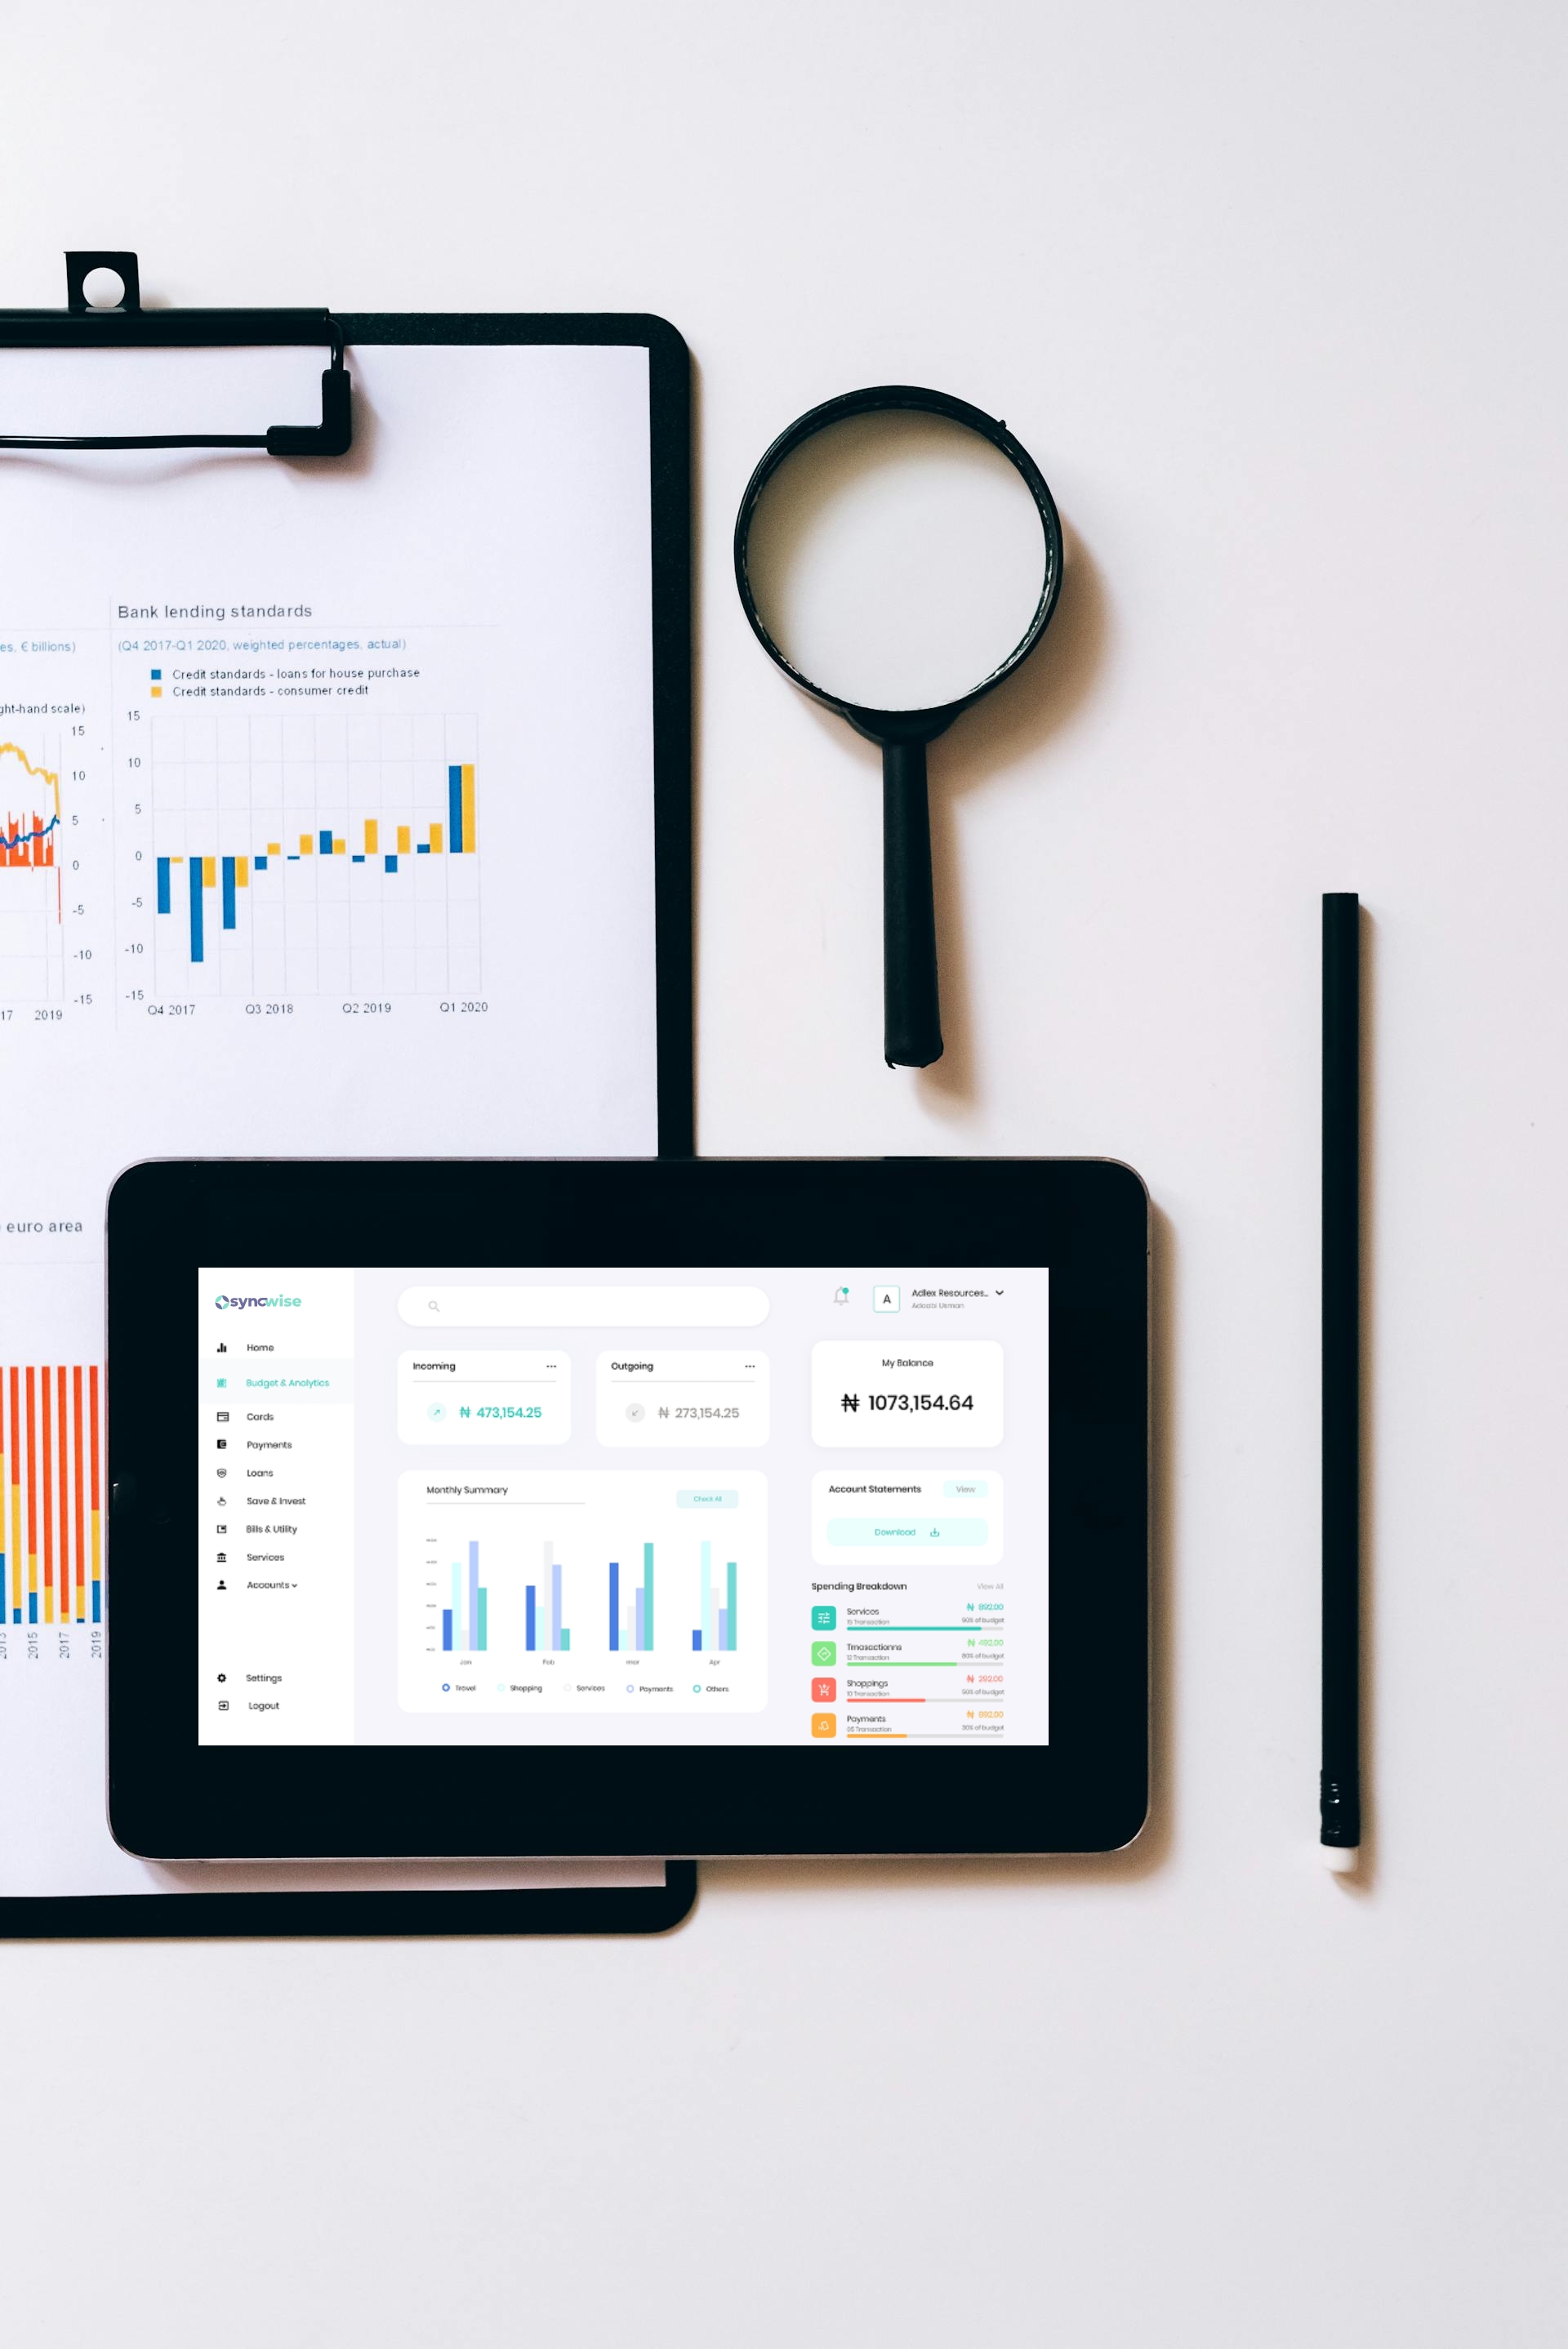 Bank lending standards
es, € billions)
(Q4 2017-Q1 2020, weighted percentages, actual)
Credit standards - loans for house purchase
Credit standards - consumer credit
ght-hand scale)
15
10
5
0
-5
-10
-15
17 2019
15
10
5
0
-5
-10
-15
Q4 2017 Q3 2018 Q2 2019 Q1 2020
euro area
2013 2015 2017 2019
syncwise
Home
Budget & Analytics
Cards
Payments
Loans
Save & Invest
Bills & Utility
Services
Accounts
Settings
Logout
Incoming
₦ 473,154.25
Outgoing
₦ 273,154.25
Monthly Summary
Check All
Jan Feb mar Apr
Travel Shopping Services Payments Others
A
Adlex Resources...
Adoabi Usman
My Balance
₦ 1073,154.64
Account Statements View
Download
Spending Breakdown View All
Services ₦ 892.00
15 Transaction 90% of budget
₦ 492.00
12 Transaction 80% of budget
Shoppings ₦ 292.00
10 Transaction 50% of budget
Payments ₦ 892.00
05 Transaction 30% of budget